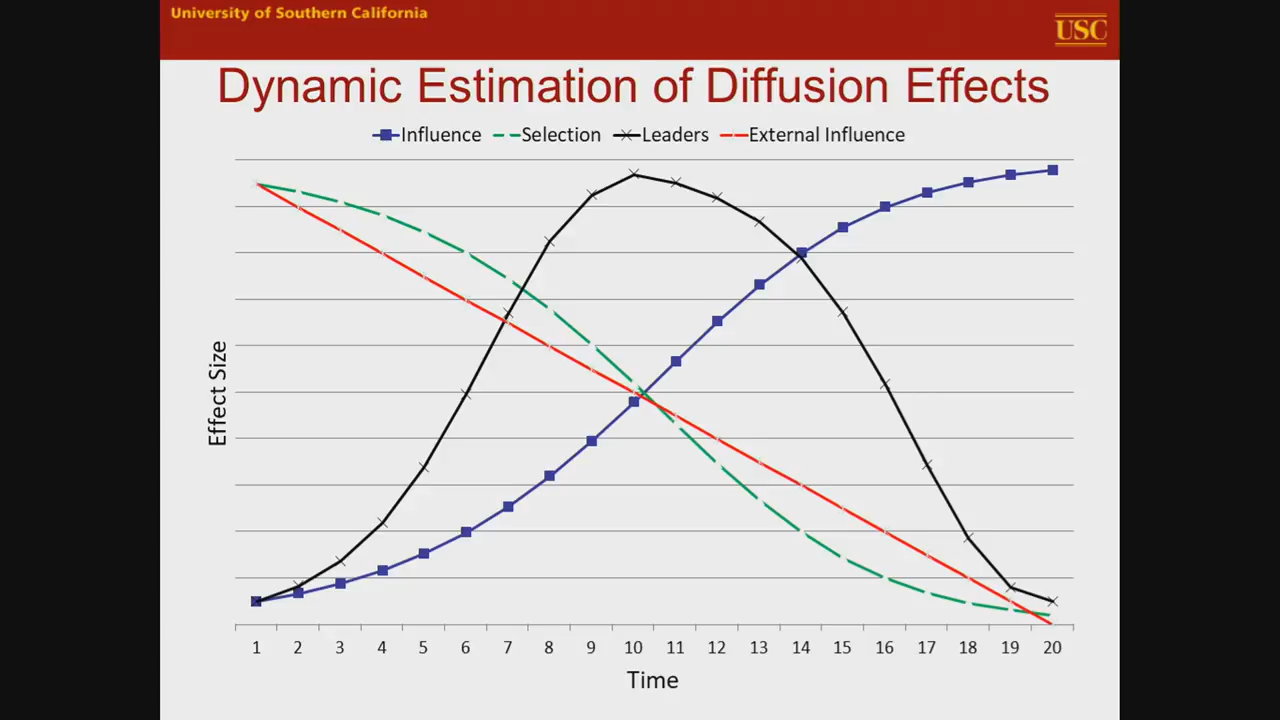 University of Southern California
USC
Dynamic Estimation of Diffusion Effects
Influence Selection Leaders External Influence
Effect Size
1 2 3 4 5 6 7 8 9 10 11 12 13 14 15 16 17 18 19 20
Time